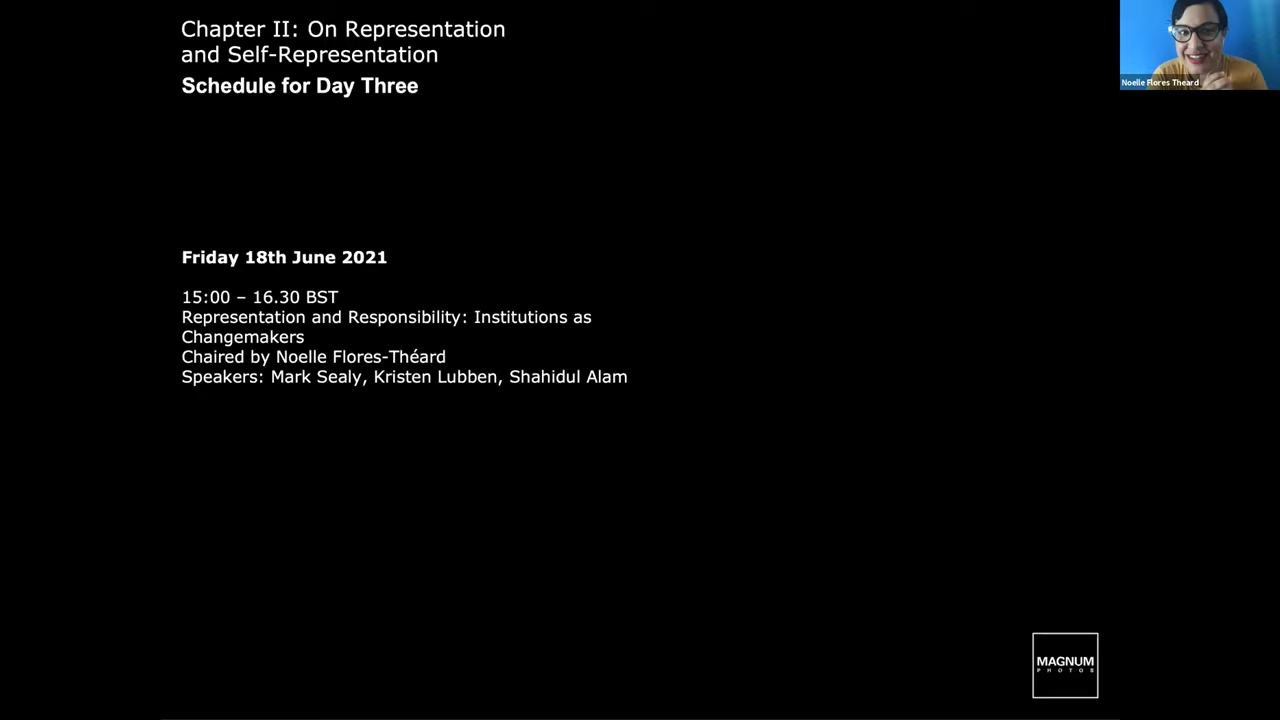 Chapter II: On Representation
and Self-Representation
Schedule for Day Three
Noelle Flores Theard
Friday 18th June 2021
15:00 – 16.30 BST
Representation and Responsibility: Institutions as
Changemakers
Chaired by Noelle Flores-Théard
Speakers: Mark Sealy, Kristen Lubben, Shahidul Alam
MAGNUM
PHOTOS